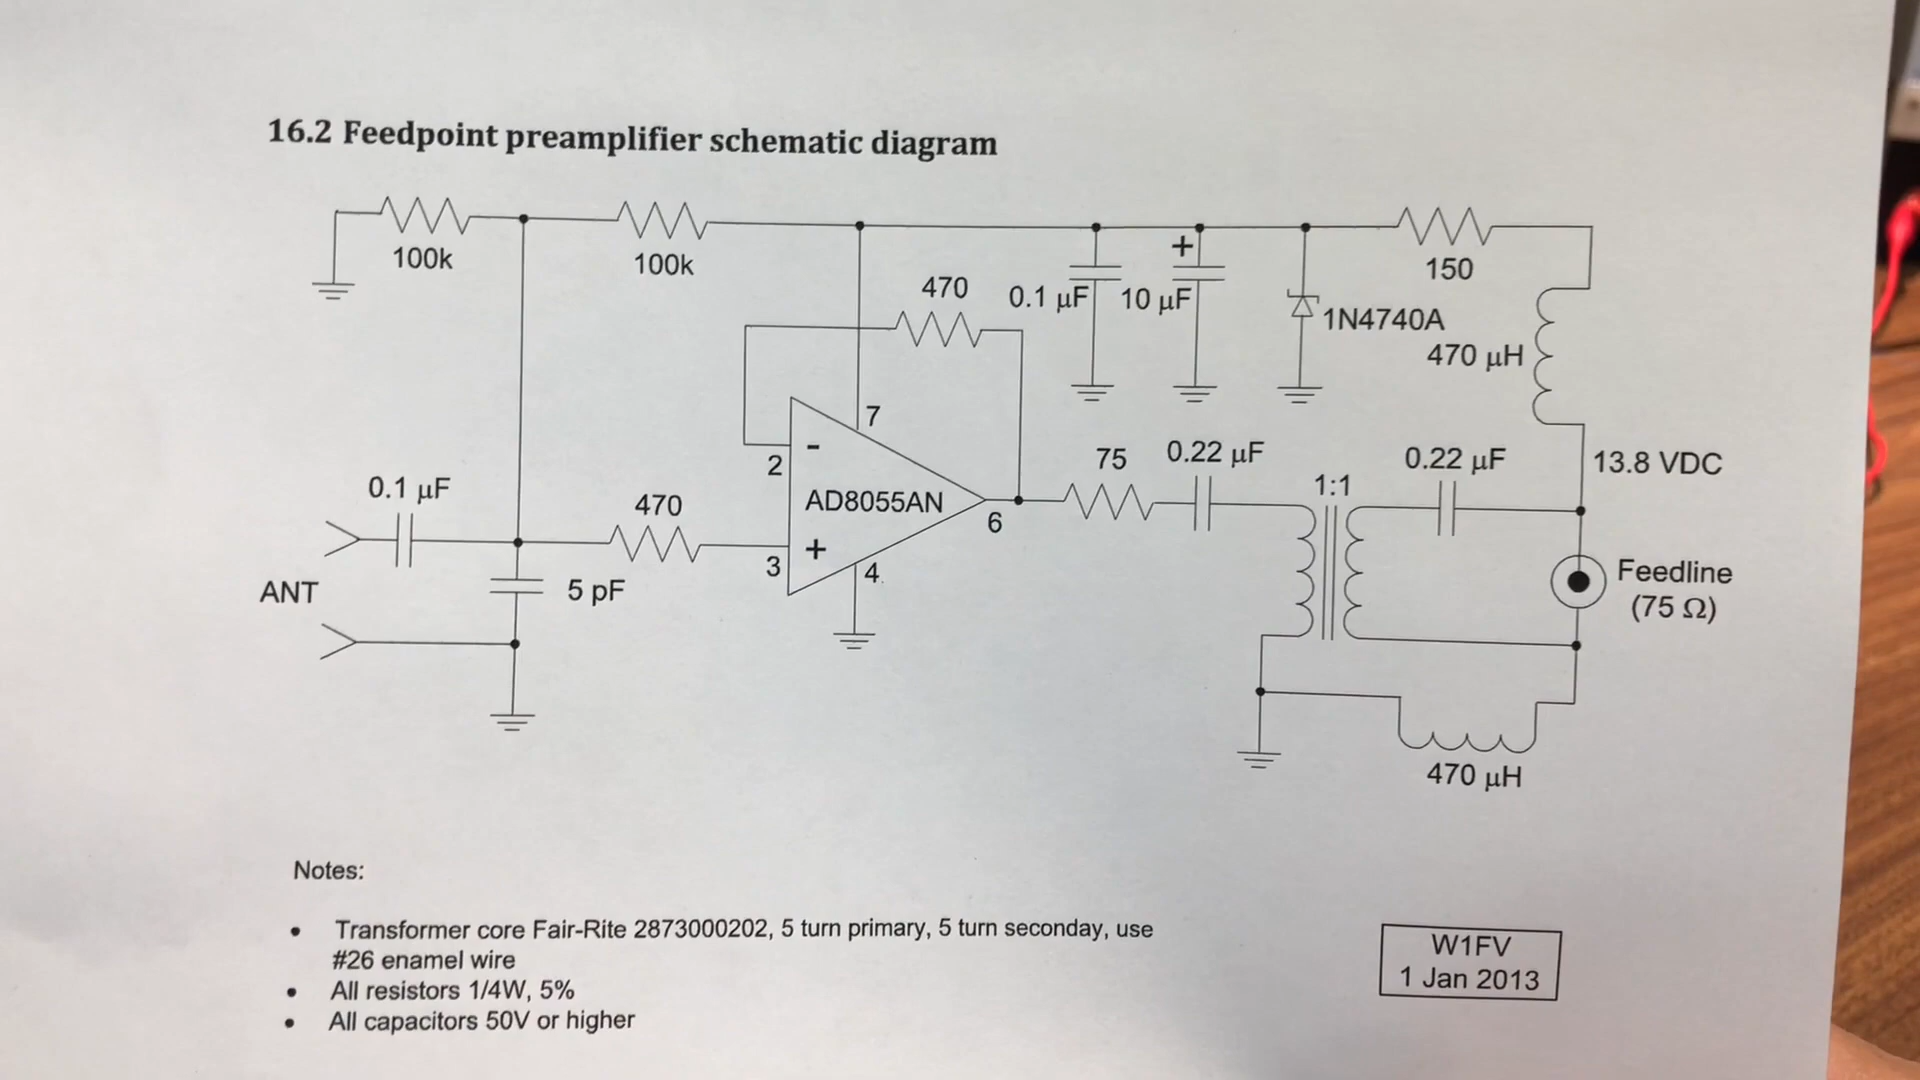 16.2 Feedpoint preamplifier schematic diagram
100k
100k
470
0.1 µF
10 µF
+
150
1N4740A
470 µH
7
-
2
AD8055AN
6
+
3
4
75
0.22 µF
1:1
0.22 µF
13.8 VDC
0.1 µF
470
ANT
5 pF
Feedline
(75 Ω)
470 µH
Notes:
• Transformer core Fair-Rite 2873000202, 5 turn primary, 5 turn seconday, use
#26 enamel wire
• All resistors 1/4W, 5%
• All capacitors 50V or higher
W1FV
1 Jan 2013